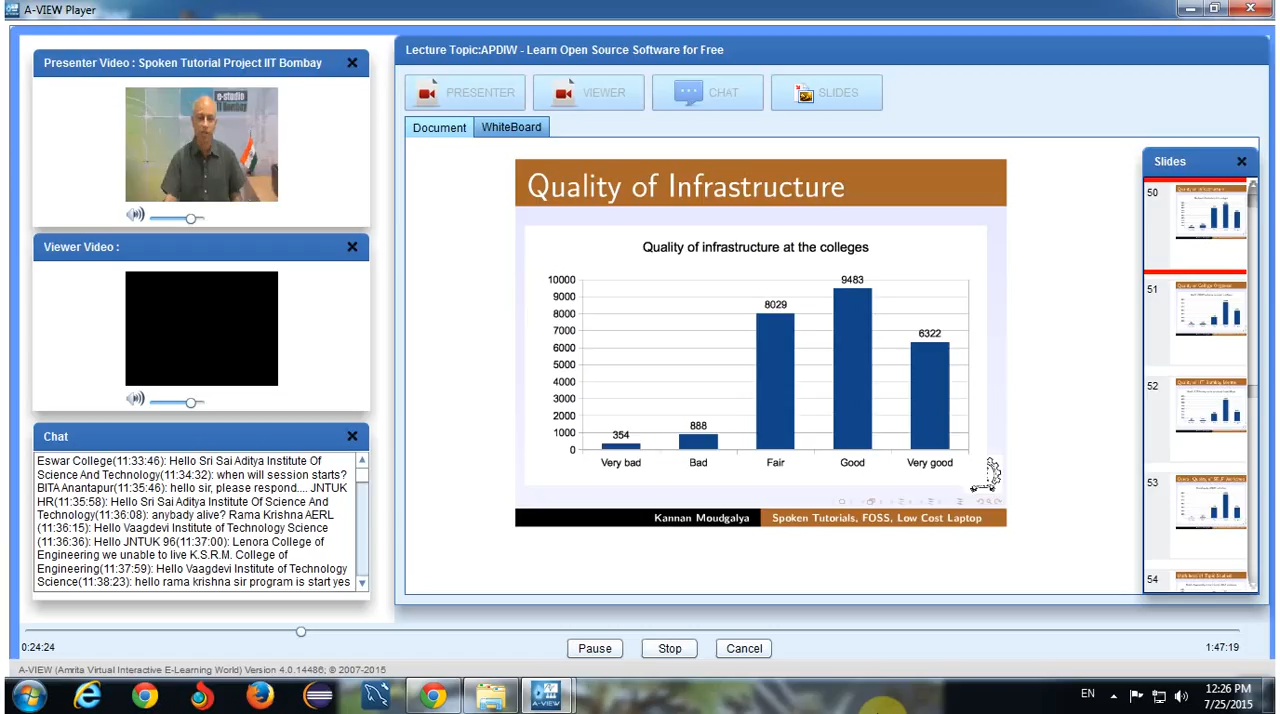 A-VIEW Player
Presenter Video : Spoken Tutorial Project IIT Bombay
e-studio
IIT Bombay
Viewer Video :
Chat
Eswar College(11:33:46): Hello Sri Sai Aditya Institute Of
Science And Technology(11:34:32): when will session starts?
BITA Anantapur(11:35:46): hello sir, please respond.... JNTUK
HR(11:35:58): Hello Sri Sai Aditya Institute Of Science And
Technology(11:36:08): anybady alive? Rama Krishna AERL
(11:36:15): Hello Vaagdevi Institute of Technology Science
(11:36:36): Hello JNTUK 96(11:37:00): Lenora College of
Engineering we unable to live K.S.R.M. College of
Engineering(11:37:59): Hello Vaagdevi Institute of Technology
Science(11:38:23): hello rama krishna sir program is start yes
Lecture Topic:APDIW - Learn Open Source Software for Free
PRESENTER
VIEWER
CHAT
SLIDES
Document
WhiteBoard
Quality of Infrastructure
Quality of infrastructure at the colleges
10000
9000
8000
7000
6000
5000
4000
3000
2000
1000
0
354
888
8029
9483
6322
Very bad
Bad
Fair
Good
Very good
Kannan Moudgalya
Spoken Tutorials, FOSS, Low Cost Laptop
Slides
50
51
52
53
54
0:24:24
Pause
Stop
Cancel
1:47:19
A-VIEW (Amrita Virtual Interactive E-Learning World) Version 4.0.14486; © 2007-2015
A-VIEW
EN
12:26 PM
7/25/2015